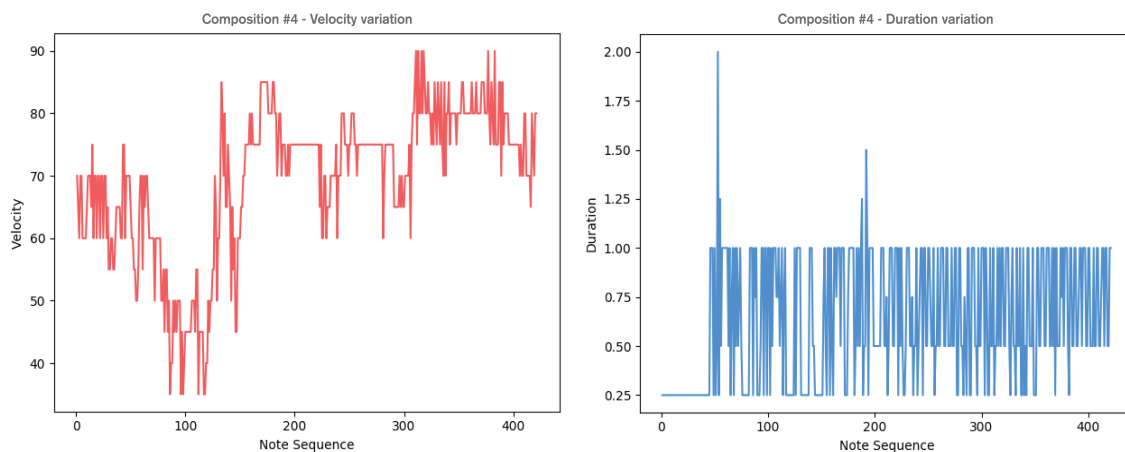 Composition #4 - Velocity variation
90
80
70
60
50
40
Velocity
0 100 200 300 400
Note Sequence
Composition #4 - Duration variation
2.00
1.75
1.50
1.25
1.00
0.75
0.50
0.25
Duration
0 100 200 300 400
Note Sequence